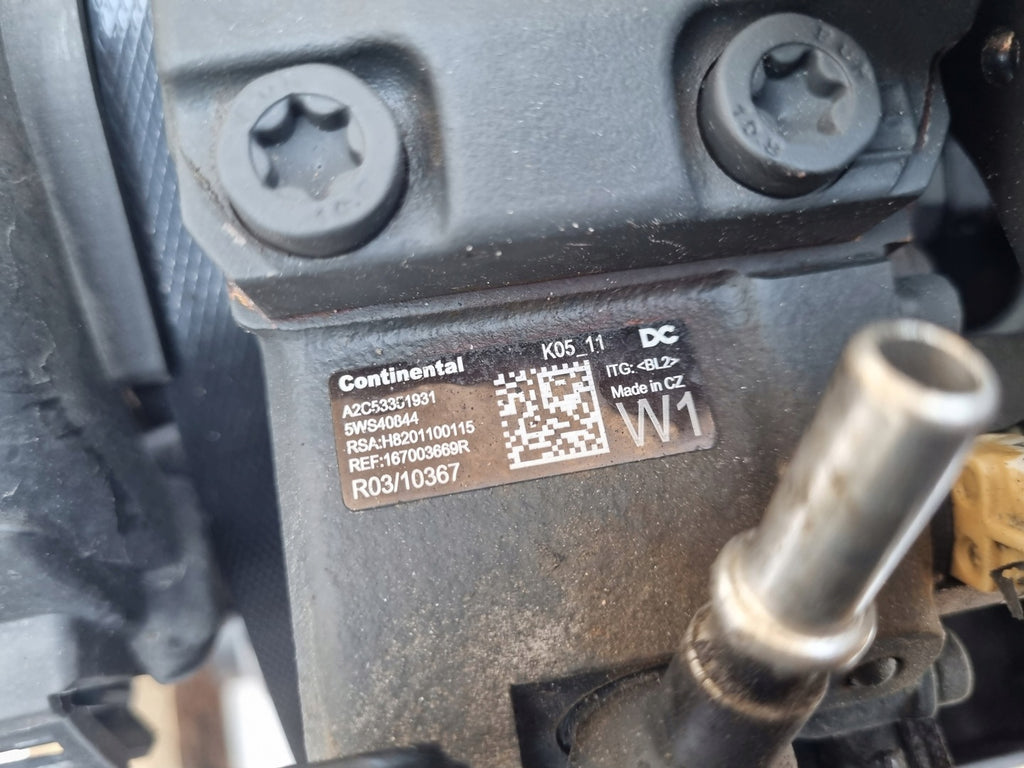 Continental
A2C53351931
5WS40844
RSA:H8201100115
REF:167003669R
R03/10367
K05_11
DC
ITG: <BL2>
Made in CZ
W1